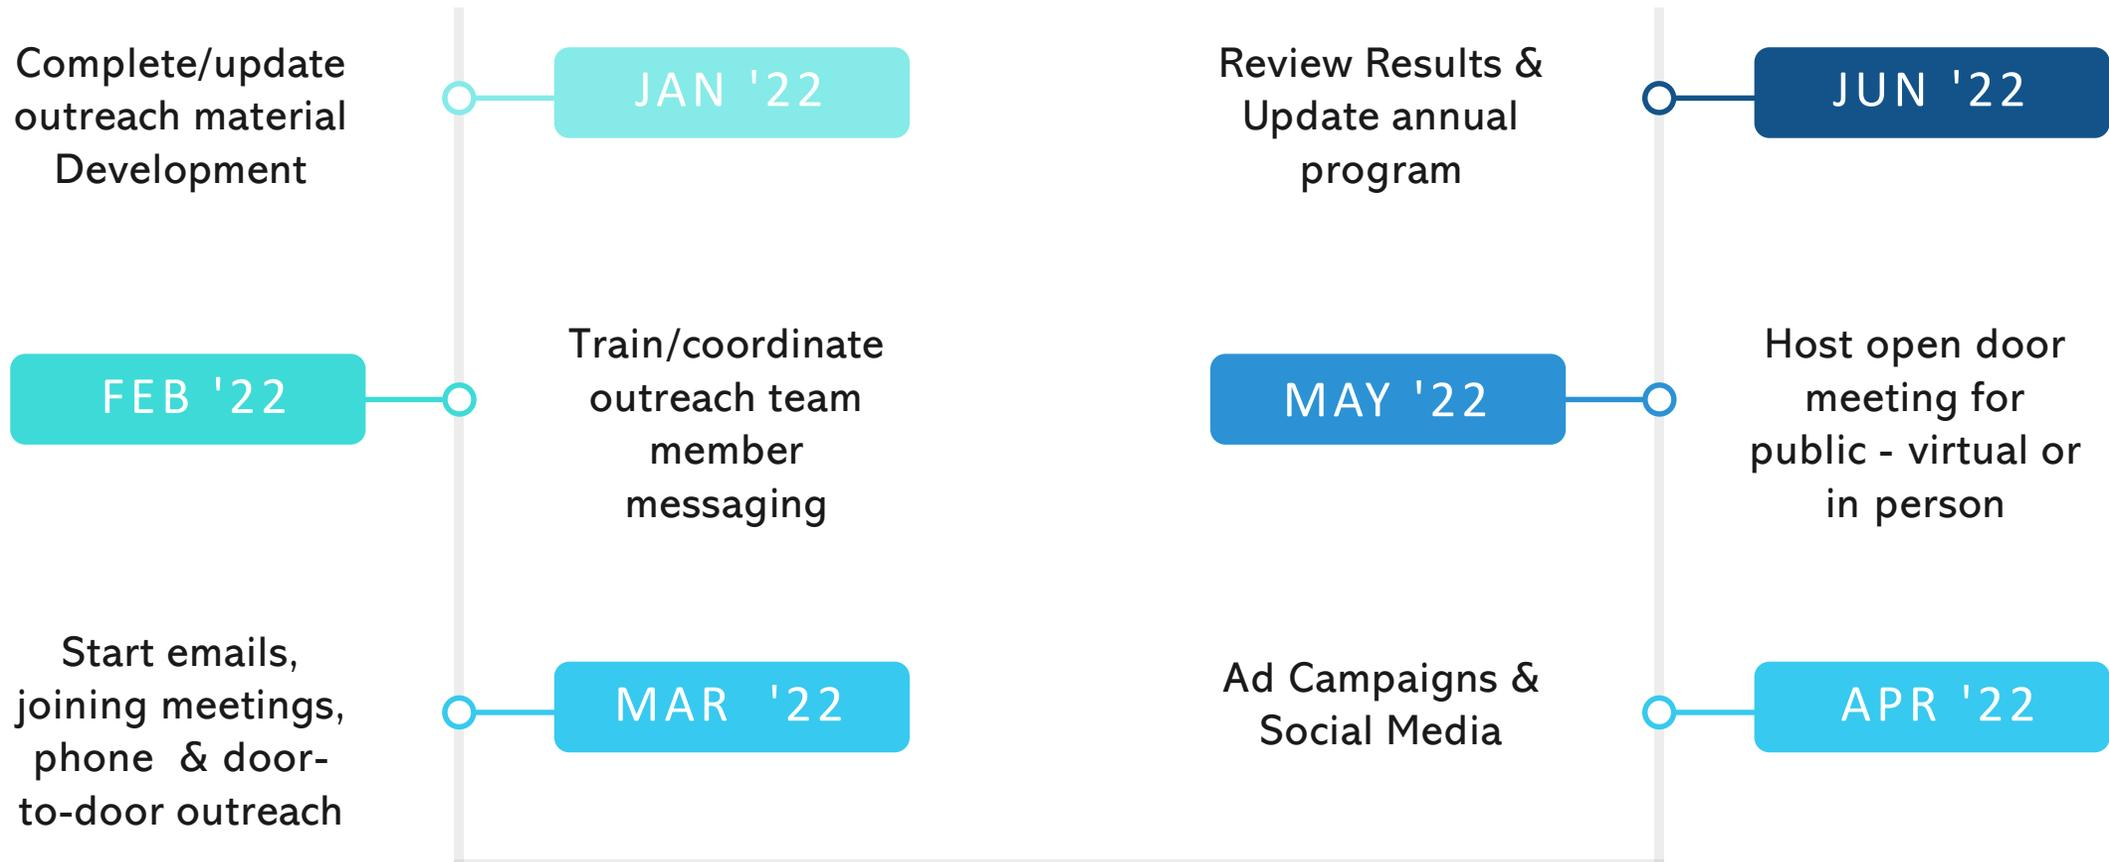 Complete/update
outreach material
Development
JAN '22
FEB '22
Train/coordinate
outreach team
member
messaging
Start emails,
joining meetings,
phone  & door-
to-door outreach
MAR  '22
Ad Campaigns &
Social Media
APR '22
MAY '22
Host open door
meeting for
public - virtual or
in person
Review Results &
Update annual
program
JUN '22